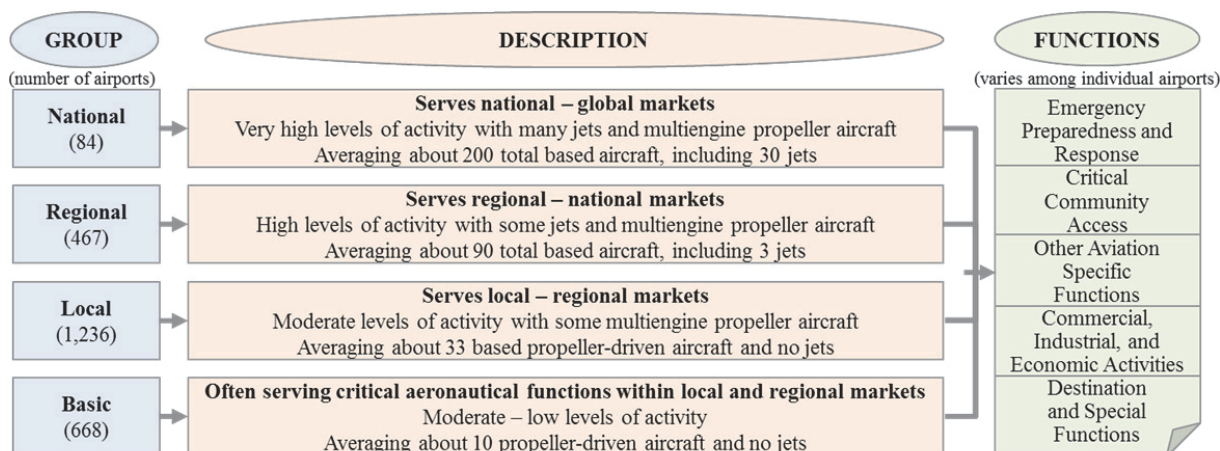 GROUP
(number of airports)
DESCRIPTION
FUNCTIONS
(varies among individual airports)
National
(84)
Serves national – global markets
Very high levels of activity with many jets and multiengine propeller aircraft
Averaging about 200 total based aircraft, including 30 jets
Regional
(467)
Serves regional – national markets
High levels of activity with some jets and multiengine propeller aircraft
Averaging about 90 total based aircraft, including 3 jets
Local
(1,236)
Serves local – regional markets
Moderate levels of activity with some multiengine propeller aircraft
Averaging about 33 based propeller-driven aircraft and no jets
Basic
(668)
Often serving critical aeronautical functions within local and regional markets
Moderate – low levels of activity
Averaging about 10 propeller-driven aircraft and no jets
Emergency
Preparedness and
Response
Critical
Community
Access
Other Aviation
Specific
Functions
Commercial,
Industrial, and
Economic Activities
Destination
and Special
Functions